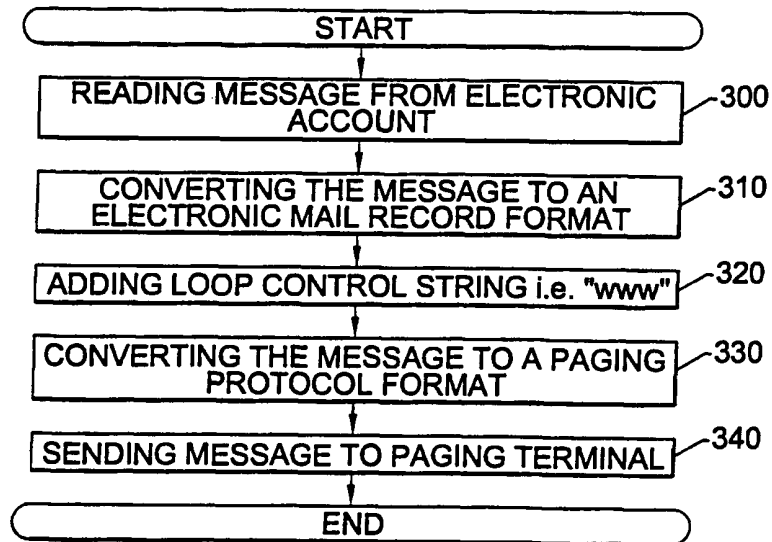 START
READING MESSAGE FROM ELECTRONIC
ACCOUNT
300
CONVERTING THE MESSAGE TO AN
ELECTRONIC MAIL RECORD FORMAT
310
ADDING LOOP CONTROL STRING i.e. "www"
320
CONVERTING THE MESSAGE TO A PAGING
PROTOCOL FORMAT
330
SENDING MESSAGE TO PAGING TERMINAL
340
END